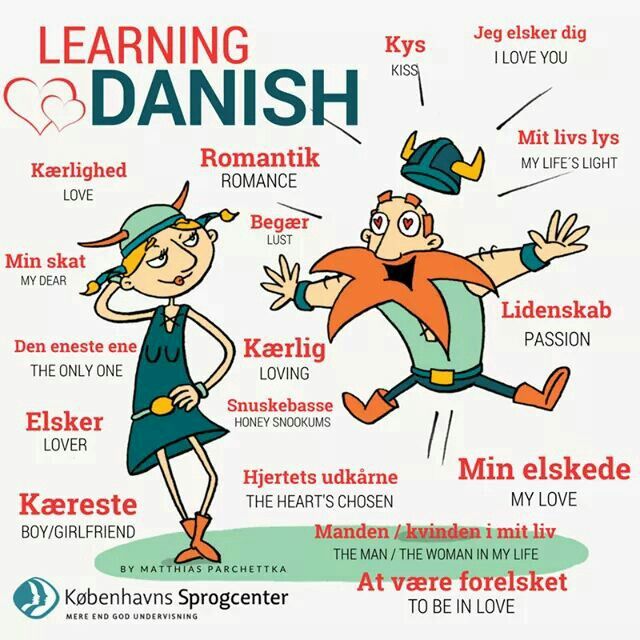 LEARNING
DANISH
Kys
KISS
Jeg elsker dig
I LOVE YOU
Mit livs lys
MY LIFE´S LIGHT
Kærlighed
LOVE
Romantik
ROMANCE
Begær
LUST
Min skat
MY DEAR
Lidenskab
PASSION
Den eneste ene
THE ONLY ONE
Kærlig
LOVING
Elsker
LOVER
Snuskebasse
HONEY SNOOKUMS
Hjertets udkårne
THE HEART'S CHOSEN
Min elskede
MY LOVE
Kæreste
BOY/GIRLFRIEND
Manden / kvinden i mit liv
THE MAN / THE WOMAN IN MY LIFE
BY MATTHIAS PARCHETTKA
At være forelsket
TO BE IN LOVE
Københavns Sprogcenter
MERE END GOD UNDERVISNING